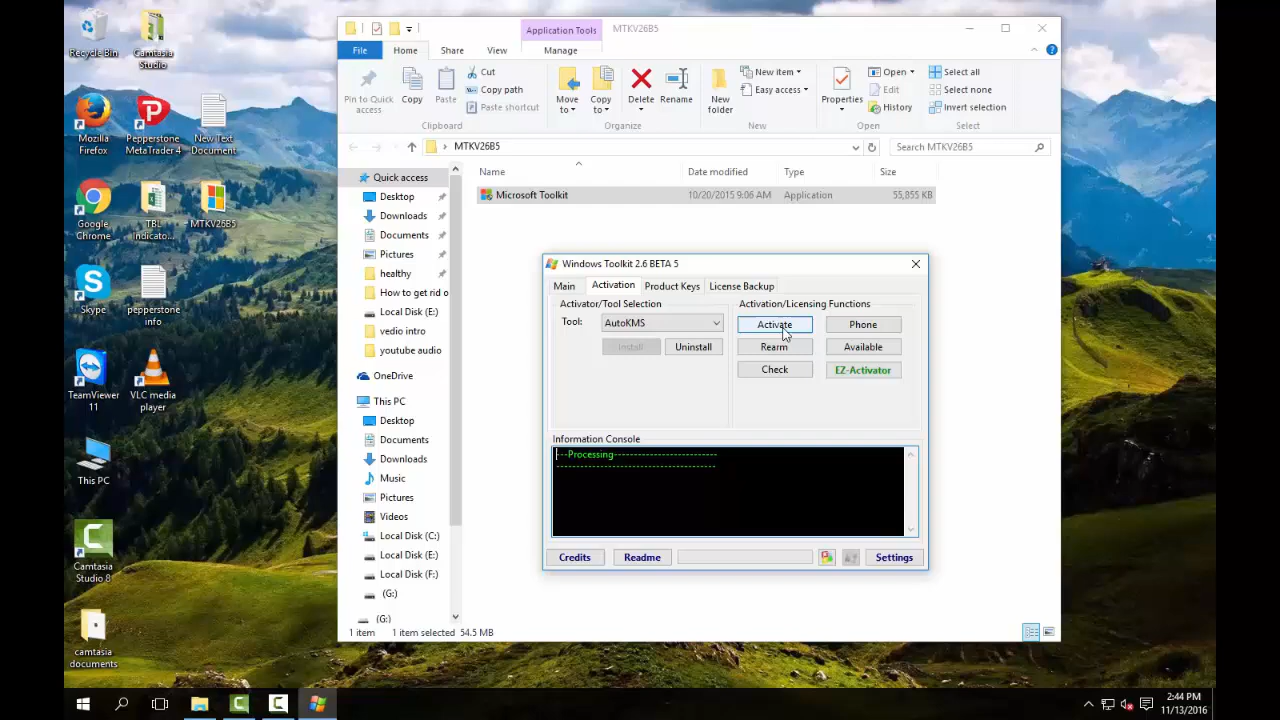 Recycle Bin
Camtasia Studio
Mozilla Firefox
Pepperstone MetaTrader 4
New Text Document
Google Chrome
TBL Indicato...
MTKV26B5
Skype
pepperstone info
TeamViewer 11
VLC media player
This PC
Camtasia Studio 8
camtasia documents
Application Tools
MTKV26B5
File
Home
Share
View
Manage
Pin to Quick access
Copy
Paste
Cut
Copy path
Paste shortcut
Clipboard
Move to
Copy to
Delete
Rename
Organize
New folder
New item
Easy access
New
Properties
Open
Edit
History
Open
Select all
Select none
Invert selection
Select
MTKV26B5
Search MTKV26B5
Name
Date modified
Type
Size
Microsoft Toolkit
10/20/2015 9:06 AM
Application
55,855 KB
Quick access
Desktop
Downloads
Documents
Pictures
healthy
How to get rid o
Local Disk (E:)
vedio intro
youtube audio
OneDrive
This PC
Desktop
Documents
Downloads
Music
Pictures
Videos
Local Disk (C:)
Local Disk (E:)
Local Disk (F:)
(G:)
(G:)
1 item
1 item selected
54.5 MB
Windows Toolkit 2.6 BETA 5
Main
Activation
Product Keys
License Backup
Activator/Tool Selection
Tool:
AutoKMS
Install
Uninstall
Activation/Licensing Functions
Activate
Phone
Rearm
Available
Check
EZ-Activator
Information Console
---Processing--------------------------
----------------------------------------
Credits
Readme
Settings
2:44 PM
11/13/2016